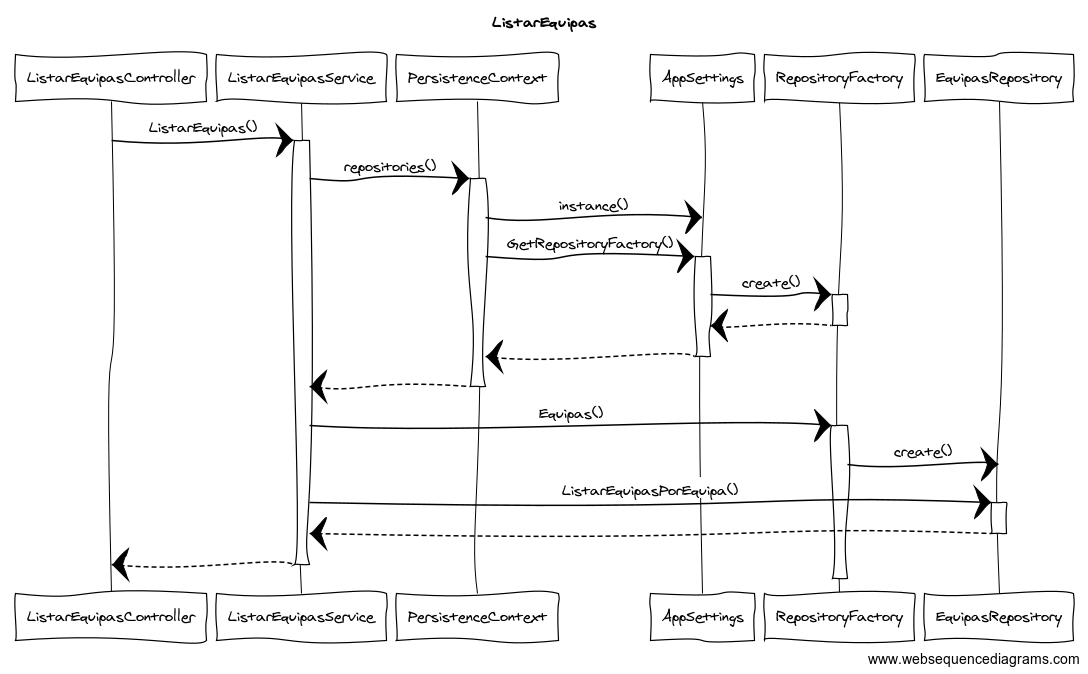 ListarEquipas
ListarEquipasController
ListarEquipasService
PersistenceContext
AppSettings
RepositoryFactory
EquipasRepository
ListarEquipas()
repositories()
instance()
GetRepositoryFactory()
create()
Equipas()
create()
ListarEquipasPorEquipa()
ListarEquipasController
ListarEquipasService
PersistenceContext
AppSettings
RepositoryFactory
EquipasRepository
www.websequencediagrams.com